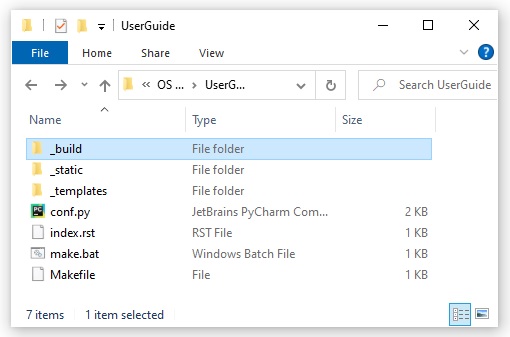 UserGuide
File Home Share View
« OS ... > UserG... Search UserGuide
Name Type Size
_build File folder
_static File folder
_templates File folder
PC conf.py JetBrains PyCharm Com... 2 KB
index.rst RST File 1 KB
make.bat Windows Batch File 1 KB
Makefile File 1 KB
7 items 1 item selected